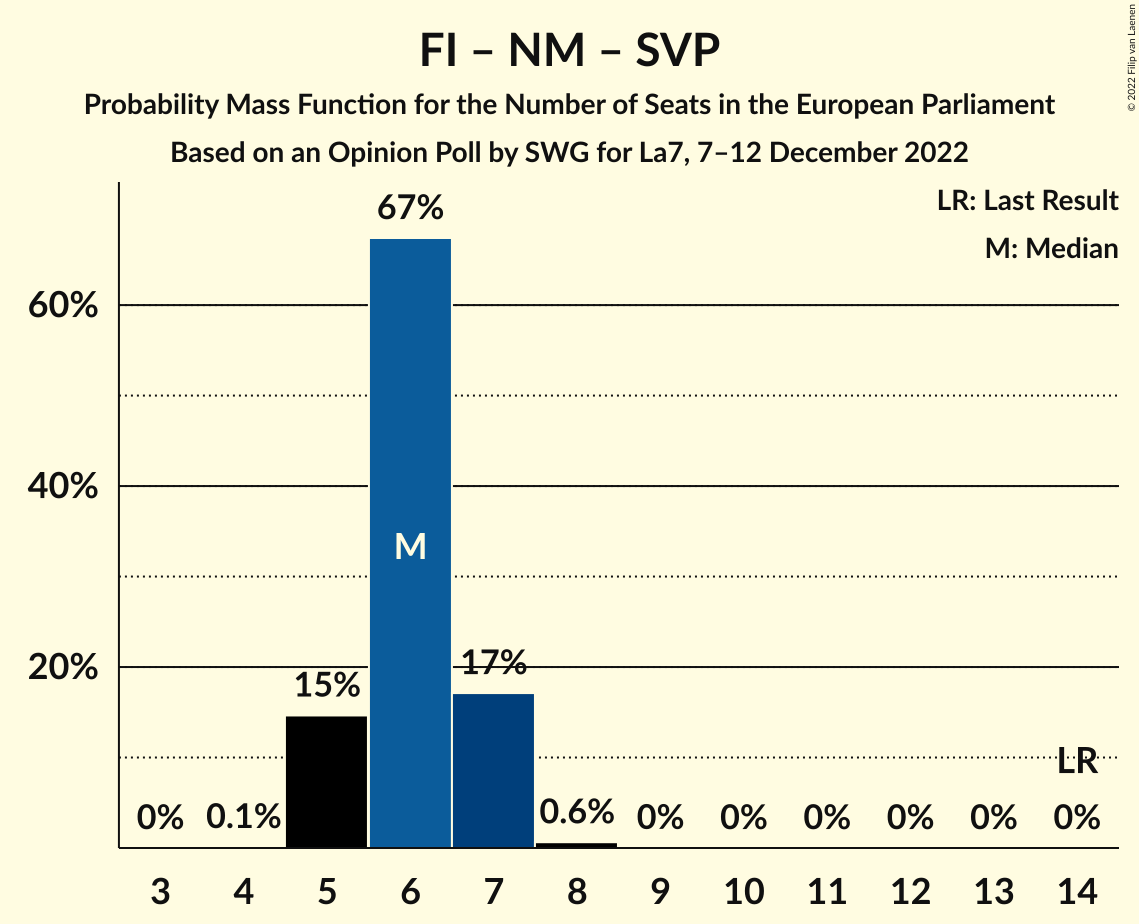 FI – NM – SVP
Probability Mass Function for the Number of Seats in the European Parliament
Based on an Opinion Poll by SWG for La7, 7–12 December 2022
© 2022 Filip van Laenen
LR: Last Result
M: Median
67%
60%
40%
M
20%
17%
15%
LR
0% 0.1% 0.6% 0% 0% 0% 0% 0% 0%
3 4 5 6 7 8 9 10 11 12 13 14